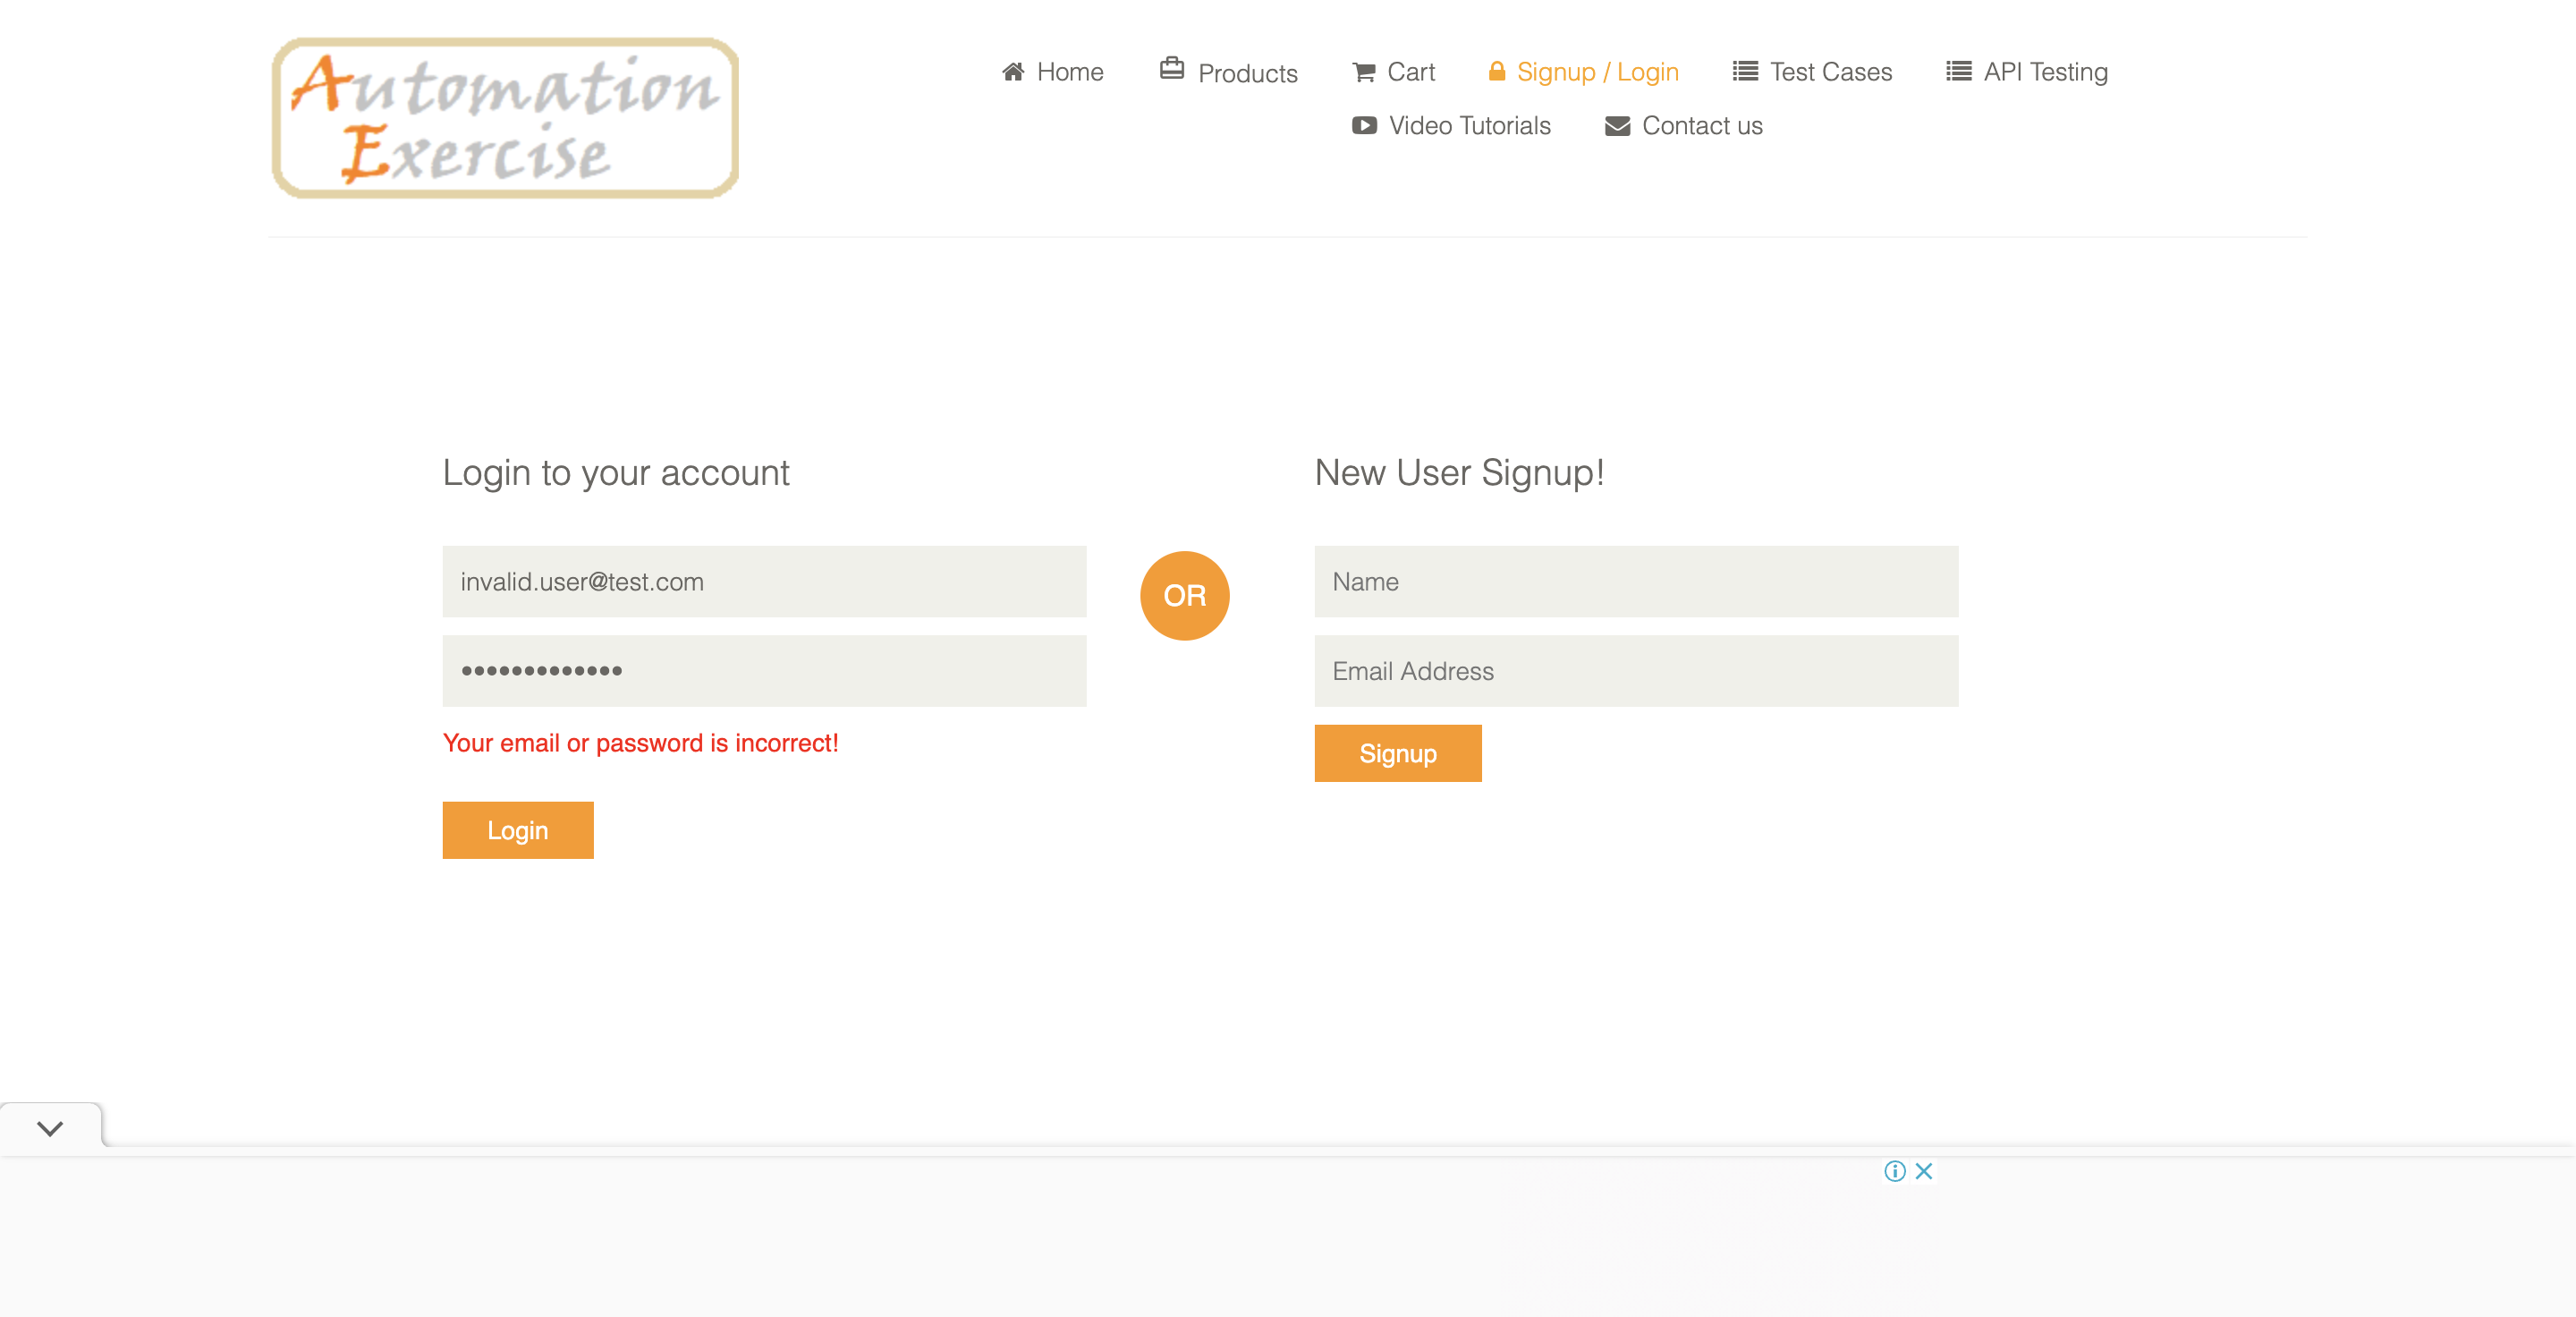 Automation
Exercise
Home Products Cart Signup / Login Test Cases API Testing
Video Tutorials Contact us
Login to your account
invalid.user@test.com
•••••••••••••
Your email or password is incorrect!
Login
OR
New User Signup!
Name
Email Address
Signup